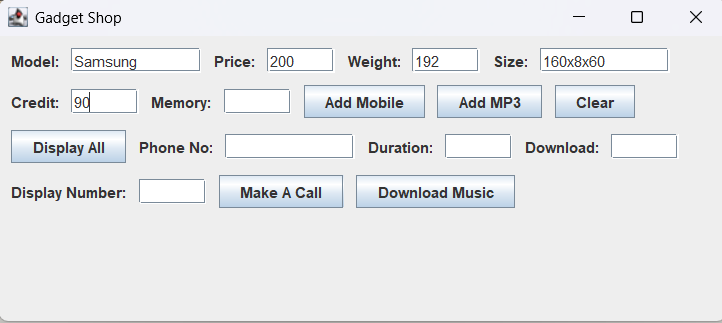 Gadget Shop
Model: Samsung Price: 200 Weight: 192 Size: 160x8x60
Credit: 90 Memory: Add Mobile Add MP3 Clear
Display All Phone No: Duration: Download:
Display Number: Make A Call Download Music